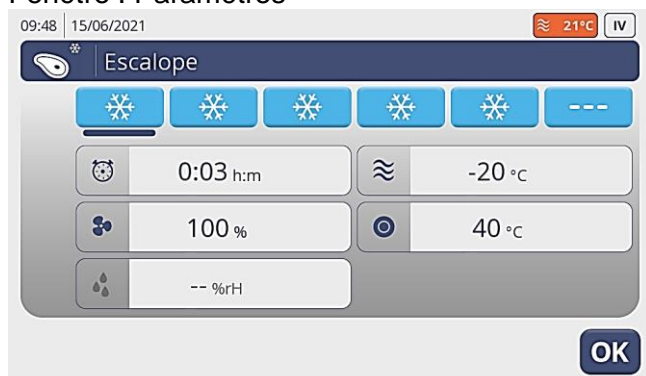 Fenêtre : Paramètres
09:48 15/06/2021 21°C IV
Escalope
---
0:03 h:m -20 °C
100 % 40 °C
-- %rH
OK